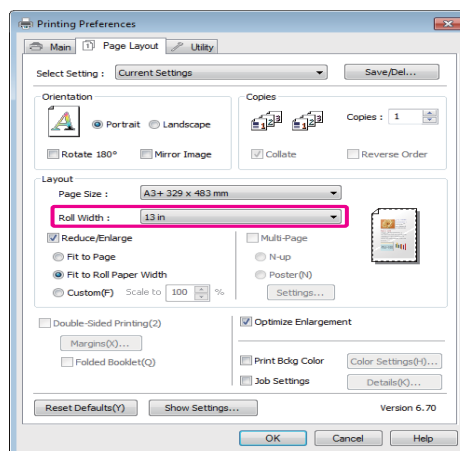 Printing Preferences
Main Page Layout Utility
Select Setting : Current Settings Save/Del...
Orientation
Portrait Landscape
Rotate 180° Mirror Image
Copies
Copies : 1
Collate Reverse Order
Layout
Page Size : A3+ 329 x 483 mm
Roll Width : 13 in
Reduce/Enlarge
Fit to Page
Fit to Roll Paper Width
Custom(F) Scale to 100 %
Multi-Page
N-up
Poster(N)
Settings...
Double-Sided Printing(2)
Margins(X)...
Folded Booklet(Q)
Optimize Enlargement
Print Bckg Color Color Settings(H)...
Job Settings Details(K)...
Reset Defaults(Y) Show Settings... Version 6.70
OK Cancel Help